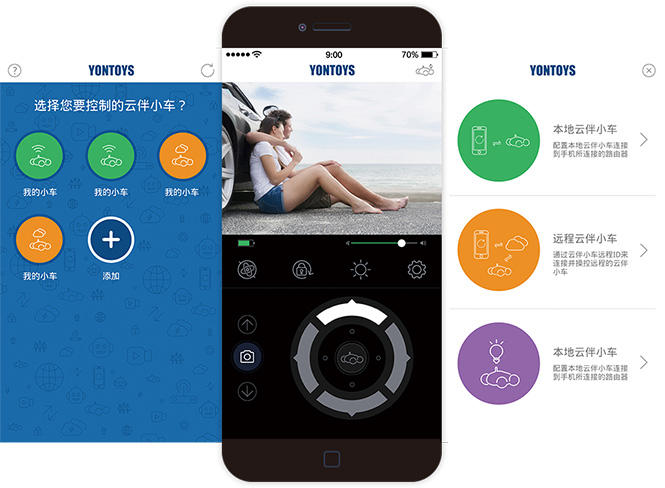 YONTOYS
选择您要控制的云伴小车？
我的小车
我的小车
我的小车
我的小车
添加
9:00
70%
YONTOYS
YONTOYS
本地云伴小车
配置本地云伴小车连接
到手机所连接的路由器
远程云伴小车
通过云伴小车远程ID来
连接并操控远程的云伴
小车
本地云伴小车
配置本地云伴小车连接
到手机所连接的路由器